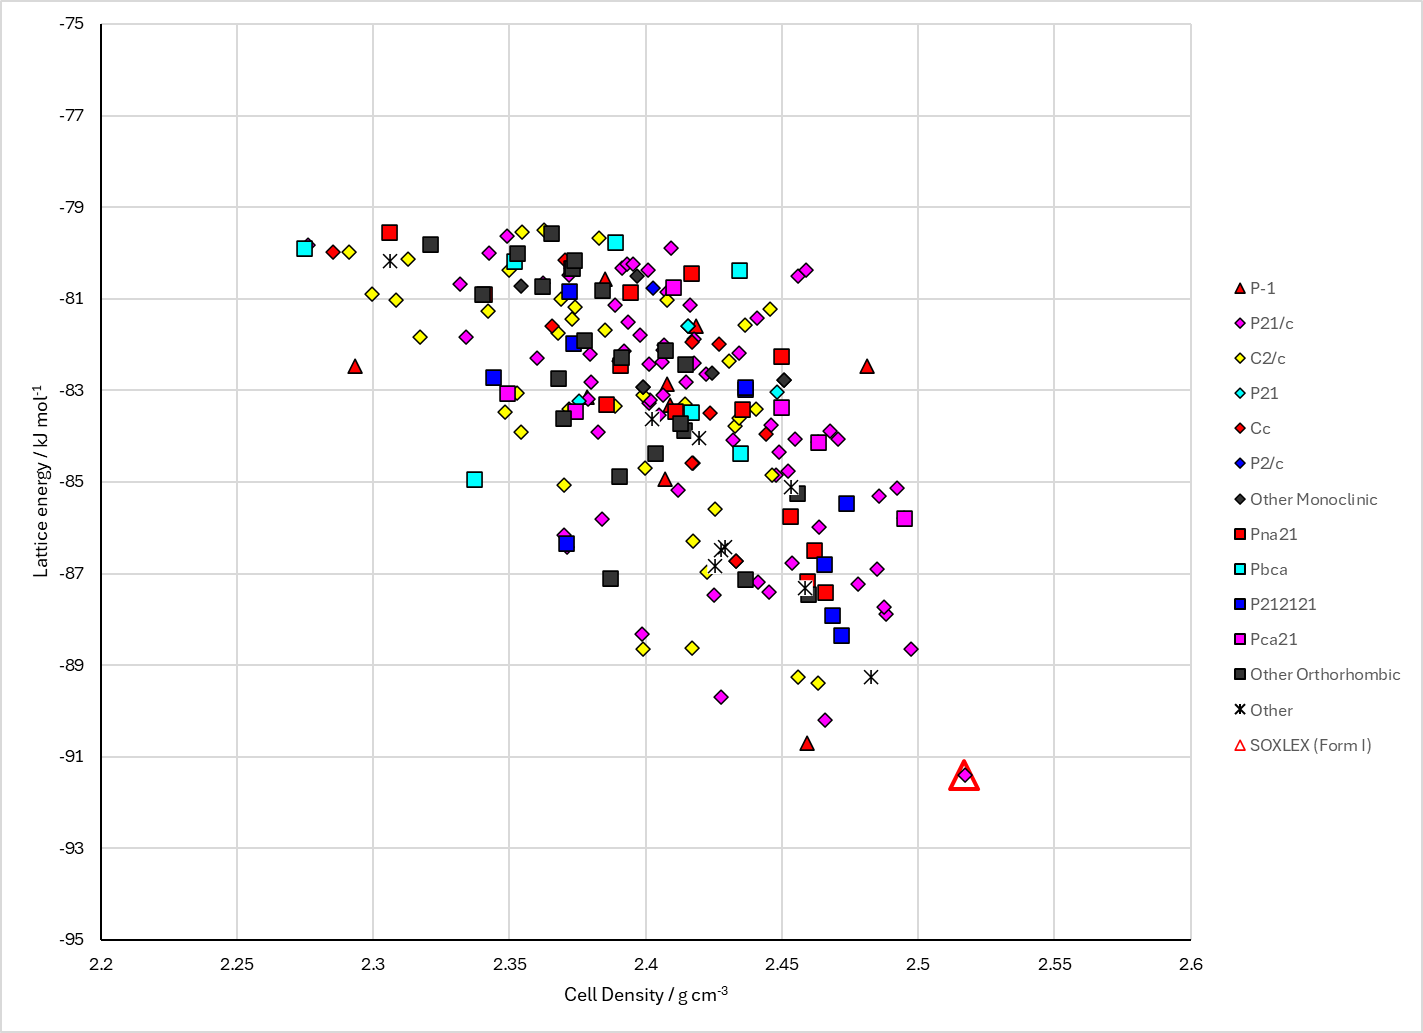 -75
-77
-79
-81
-83
-85
-87
-89
-91
-93
-95
Lattice energy / kJ mol-1
2.2 2.25 2.3 2.35 2.4 2.45 2.5 2.55 2.6
Cell Density / g cm-3
P-1
P21/c
C2/c
P21
Cc
P2/c
Other Monoclinic
Pna21
Pbca
P212121
Pca21
Other Orthorhombic
Other
SOXLEX (Form I)